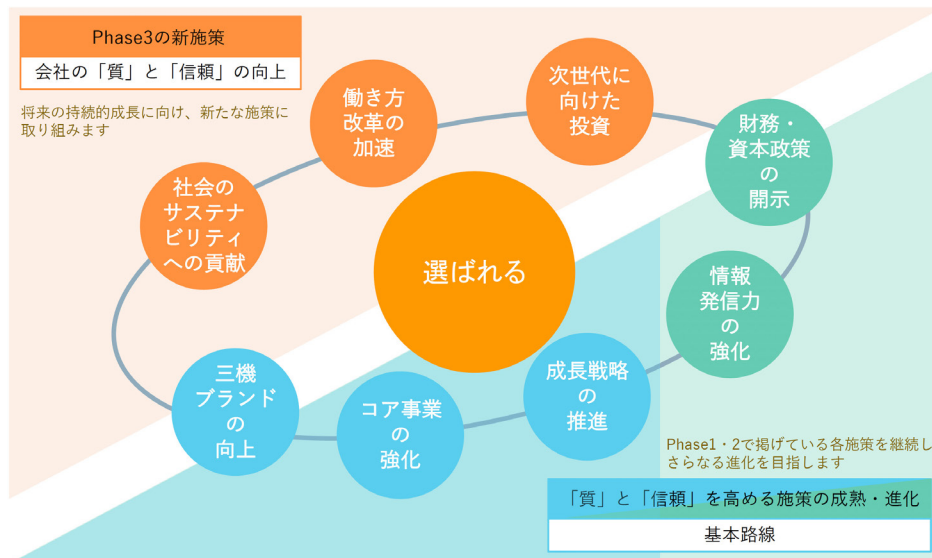 Phase3の新施策
会社の「質」と「信頼」の向上
将来の持続的成長に向け、新たな施策に
取り組みます
働き方
改革の
加速
次世代に
向けた
投資
財務・
資本政策
の
開示
社会の
サステナ
ビリティ
への貢献
選ばれる
情報
発信力
の
強化
三機
ブランド
の
向上
コア事業
の
強化
成長戦略
の
推進
Phase1・2で掲げている各施策を継続し
さらなる進化を目指します
「質」と「信頼」を高める施策の成熟・進化
基本路線